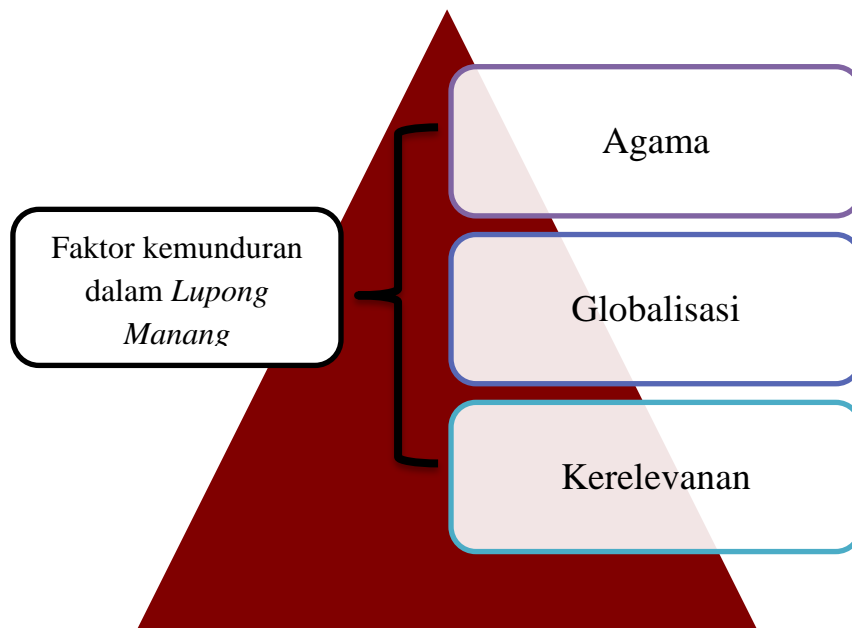 Faktor kemunduran
dalam Lupong
Manang
Agama
Globalisasi
Kerelevanan